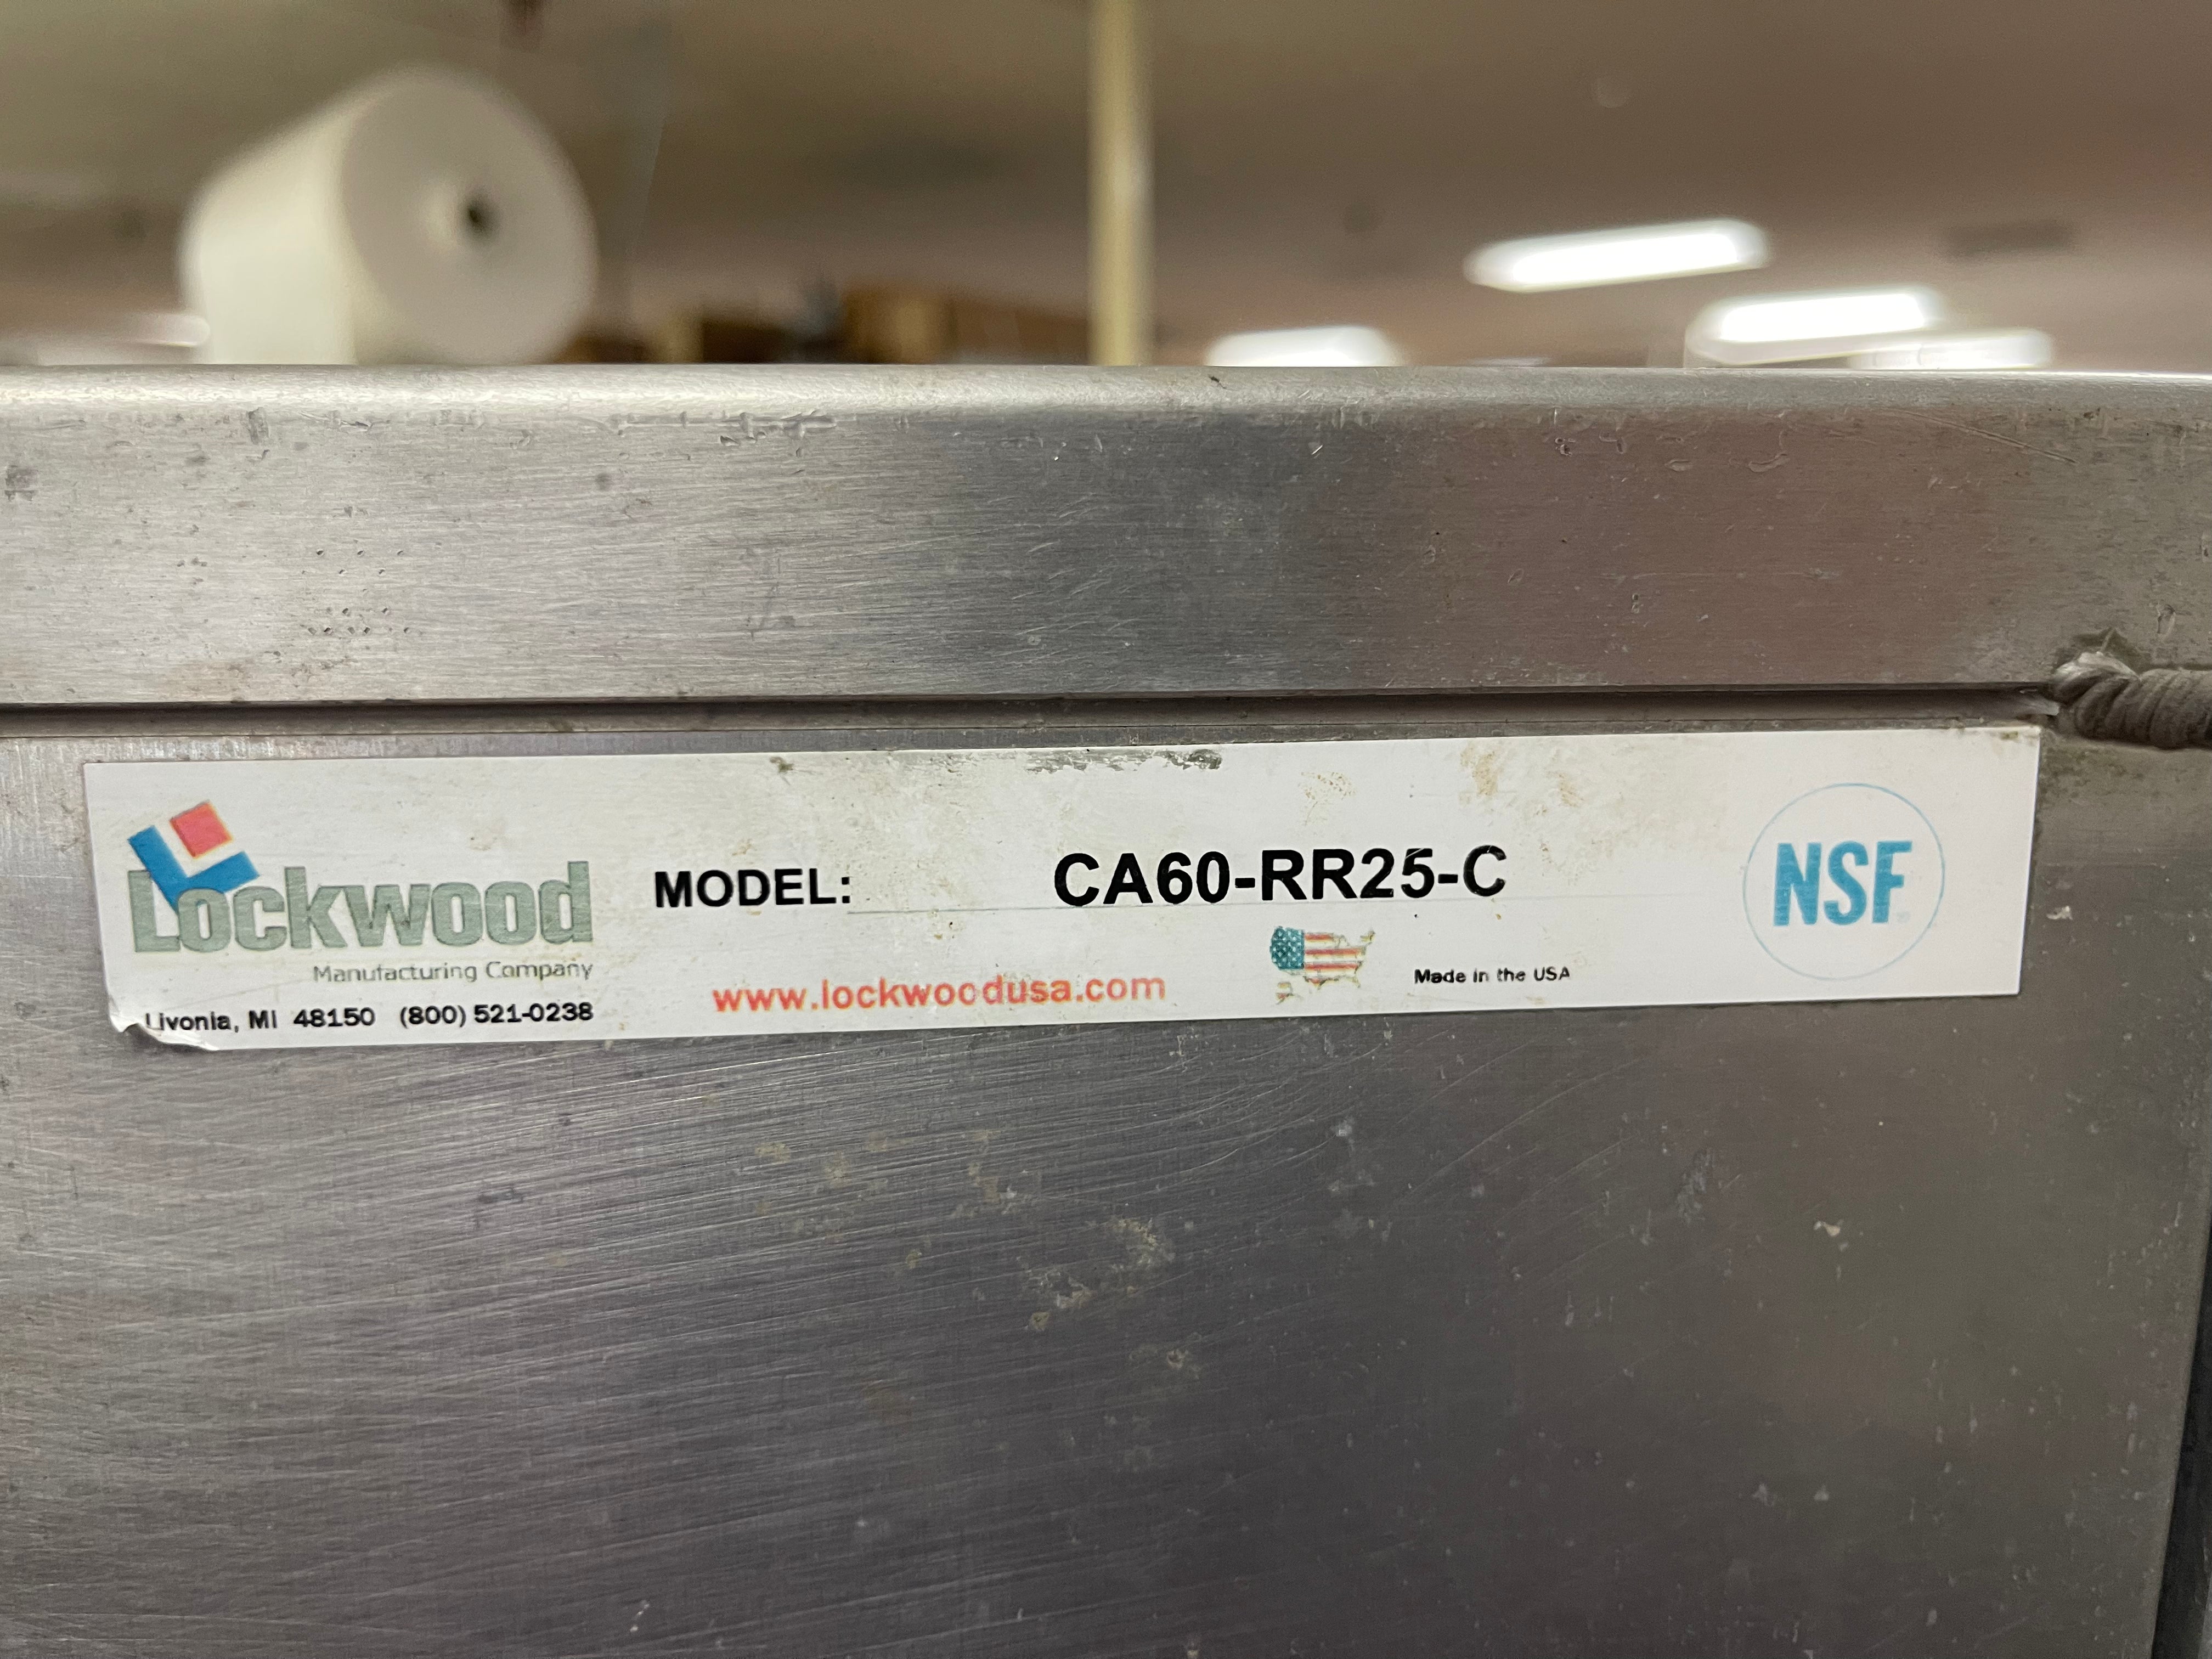 Lockwood
Manufacturing Company
Livonia, MI 48150 (800) 521-0238
MODEL: CA60-RR25-C
www.lockwoodusa.com
Made in the USA
NSF